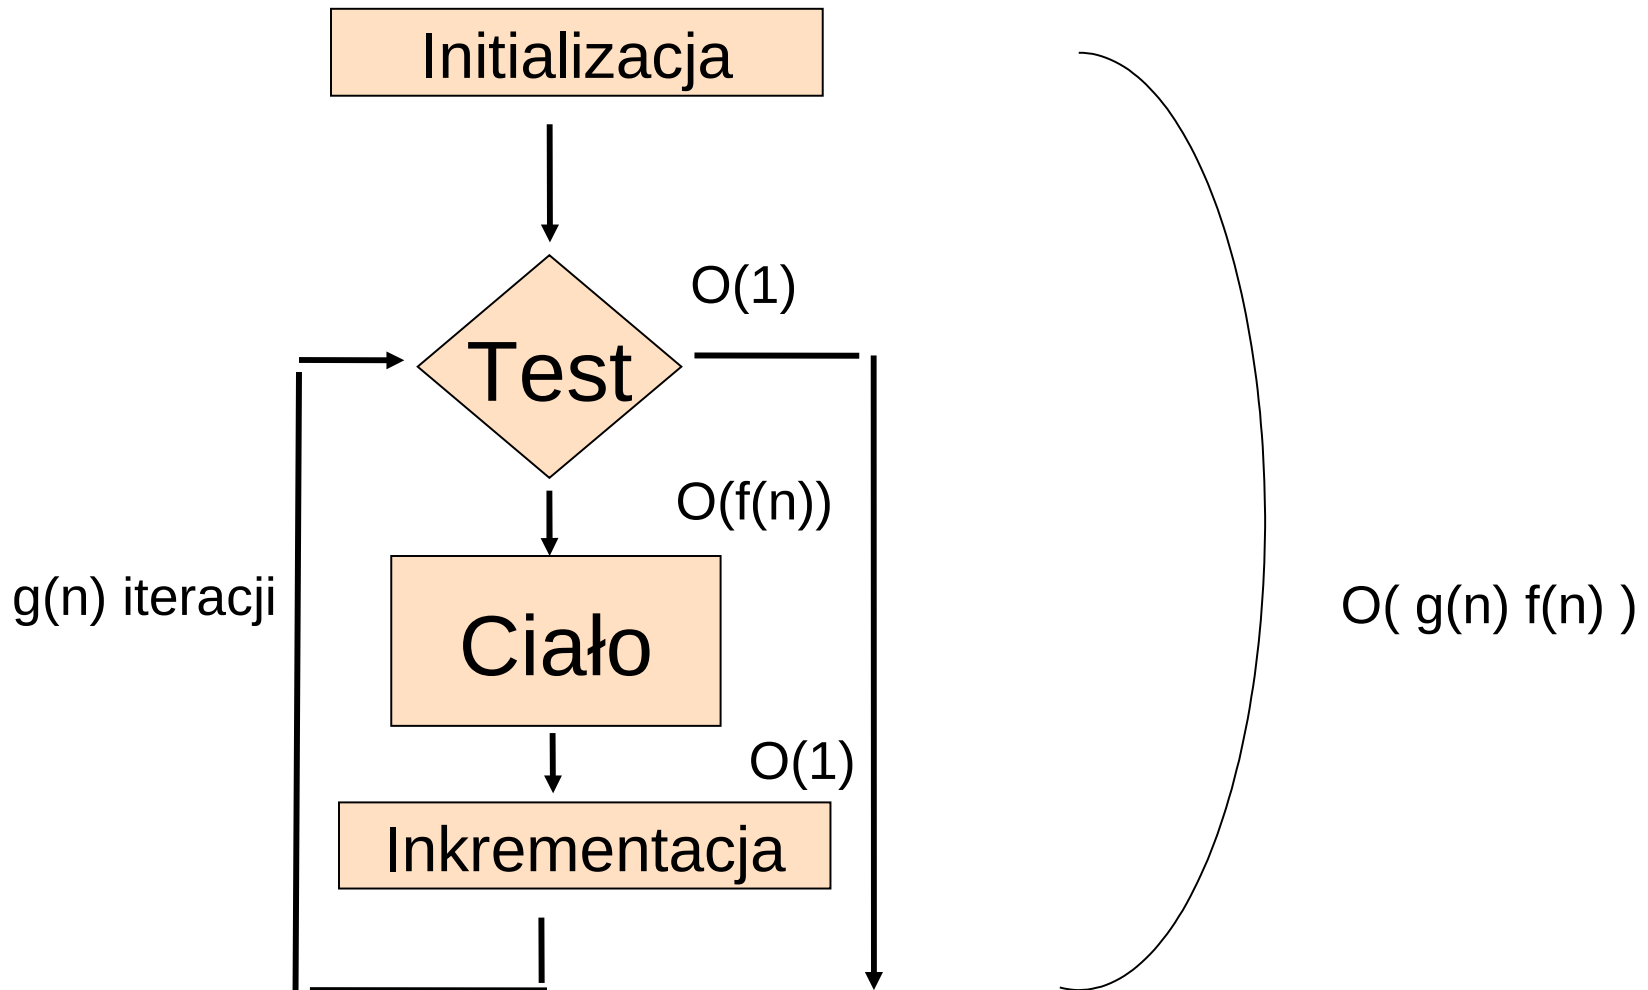 Initializacja
O(1)
Test
O(f(n))
g(n) iteracji
O( g(n) f(n) )
Ciało
O(1)
Inkrementacja